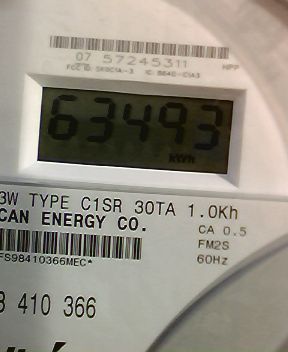 07 57245311
63493
KWH
3W TYPE C1SR 30TA 1.0Kh
CAN ENERGY CO.
CA 0.5
FM2S
FS98410366MEC*
60Hz
410 366